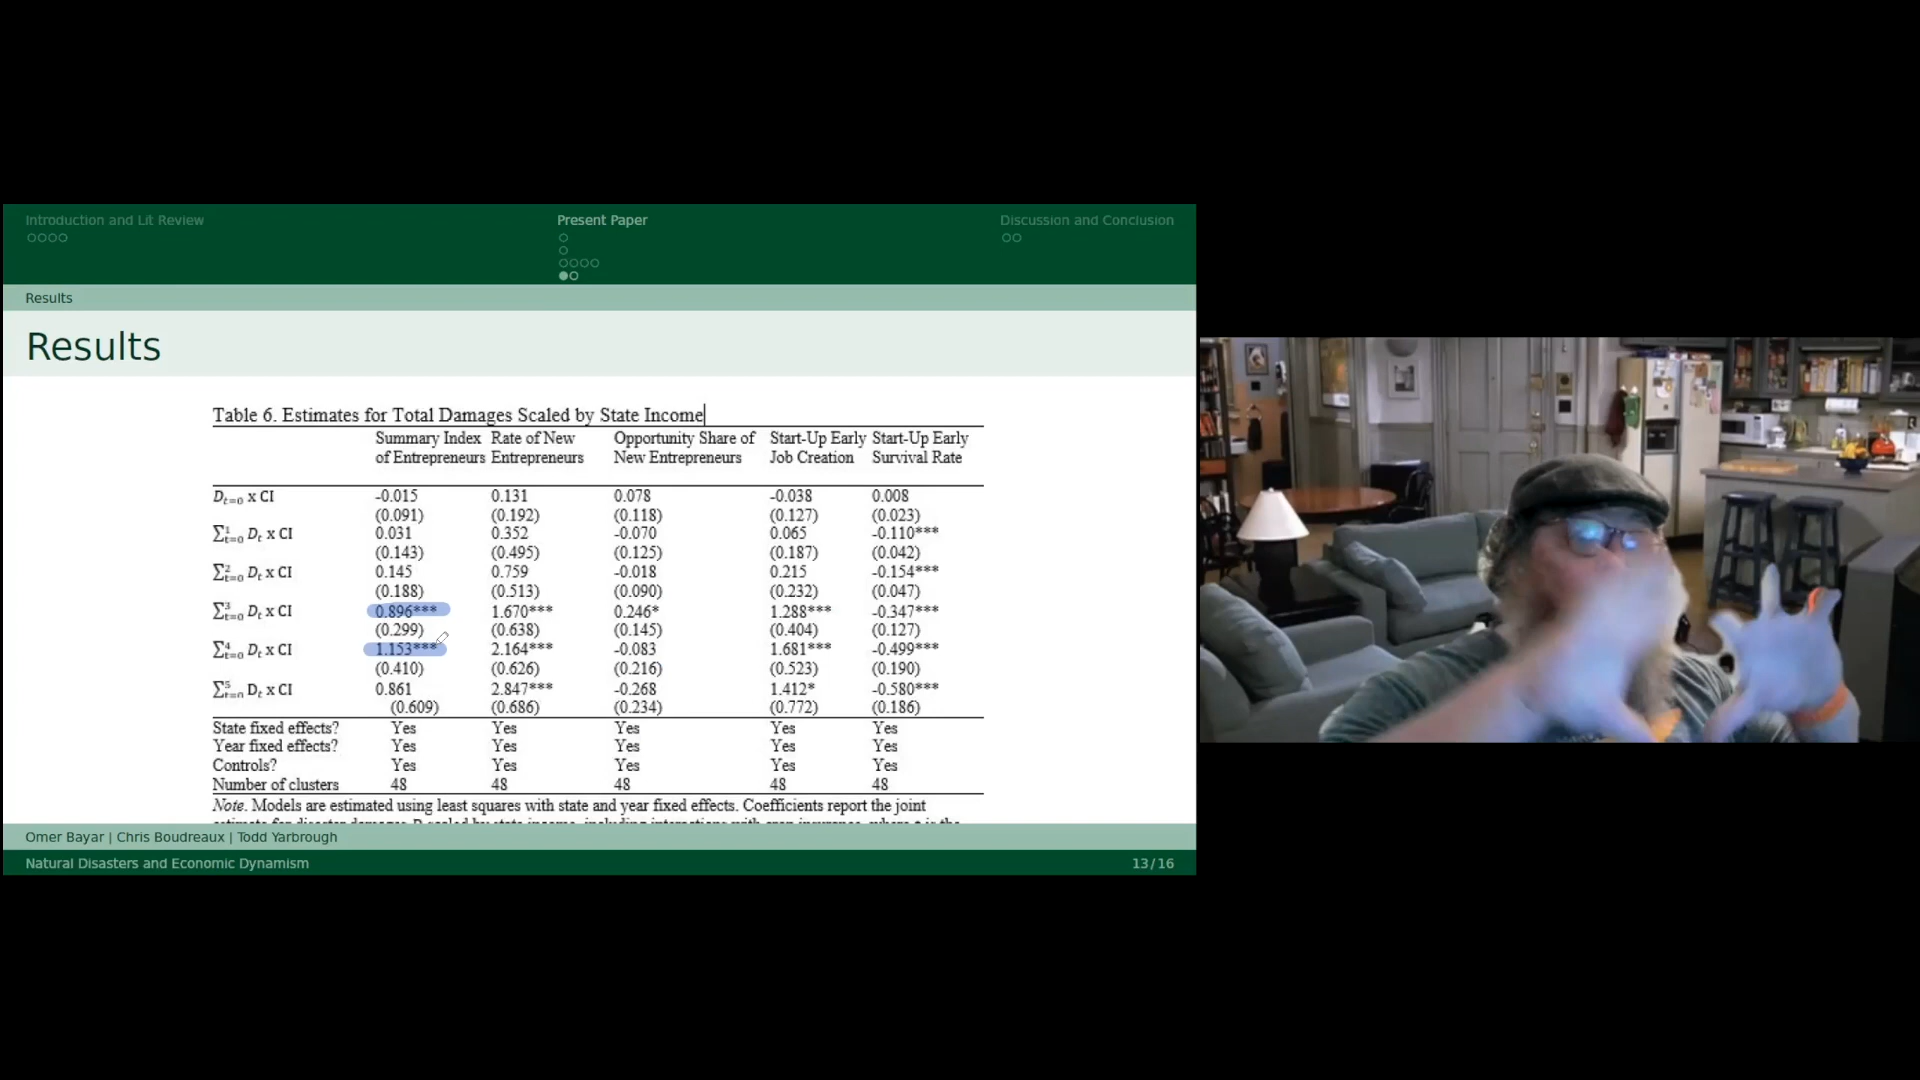 Introduction and Lit Review
Present Paper
Discussion and Conclusion
Results
Results
Table 6. Estimates for Total Damages Scaled by State Income
Summary Index Rate of New Opportunity Share of Start-Up Early Start-Up Early
of Entrepreneurs Entrepreneurs New Entrepreneurs Job Creation Survival Rate
D_{t=0} x CI -0.015 0.131 0.078 -0.038 0.008
(0.091) (0.192) (0.118) (0.127) (0.023)
∑¹_{t=0} D_t x CI 0.031 0.352 -0.070 0.065 -0.110***
(0.143) (0.495) (0.125) (0.187) (0.042)
∑²_{t=0} D_t x CI 0.145 0.759 -0.018 0.215 -0.154***
(0.188) (0.513) (0.090) (0.232) (0.047)
∑³_{t=0} D_t x CI 0.896*** 1.670*** 0.246* 1.288*** -0.347***
(0.299) (0.638) (0.145) (0.404) (0.127)
∑⁴_{t=0} D_t x CI 1.153*** 2.164*** -0.083 1.681*** -0.499***
(0.410) (0.626) (0.216) (0.523) (0.190)
∑⁵_{t=0} D_t x CI 0.861 2.847*** -0.268 1.412* -0.580***
(0.609) (0.686) (0.234) (0.772) (0.186)
State fixed effects? Yes Yes Yes Yes Yes
Year fixed effects? Yes Yes Yes Yes Yes
Controls? Yes Yes Yes Yes Yes
Number of clusters 48 48 48 48 48
Note. Models are estimated using least squares with state and year fixed effects. Coefficients report the joint
Omer Bayar | Chris Boudreaux | Todd Yarbrough
Natural Disasters and Economic Dynamism
13/16